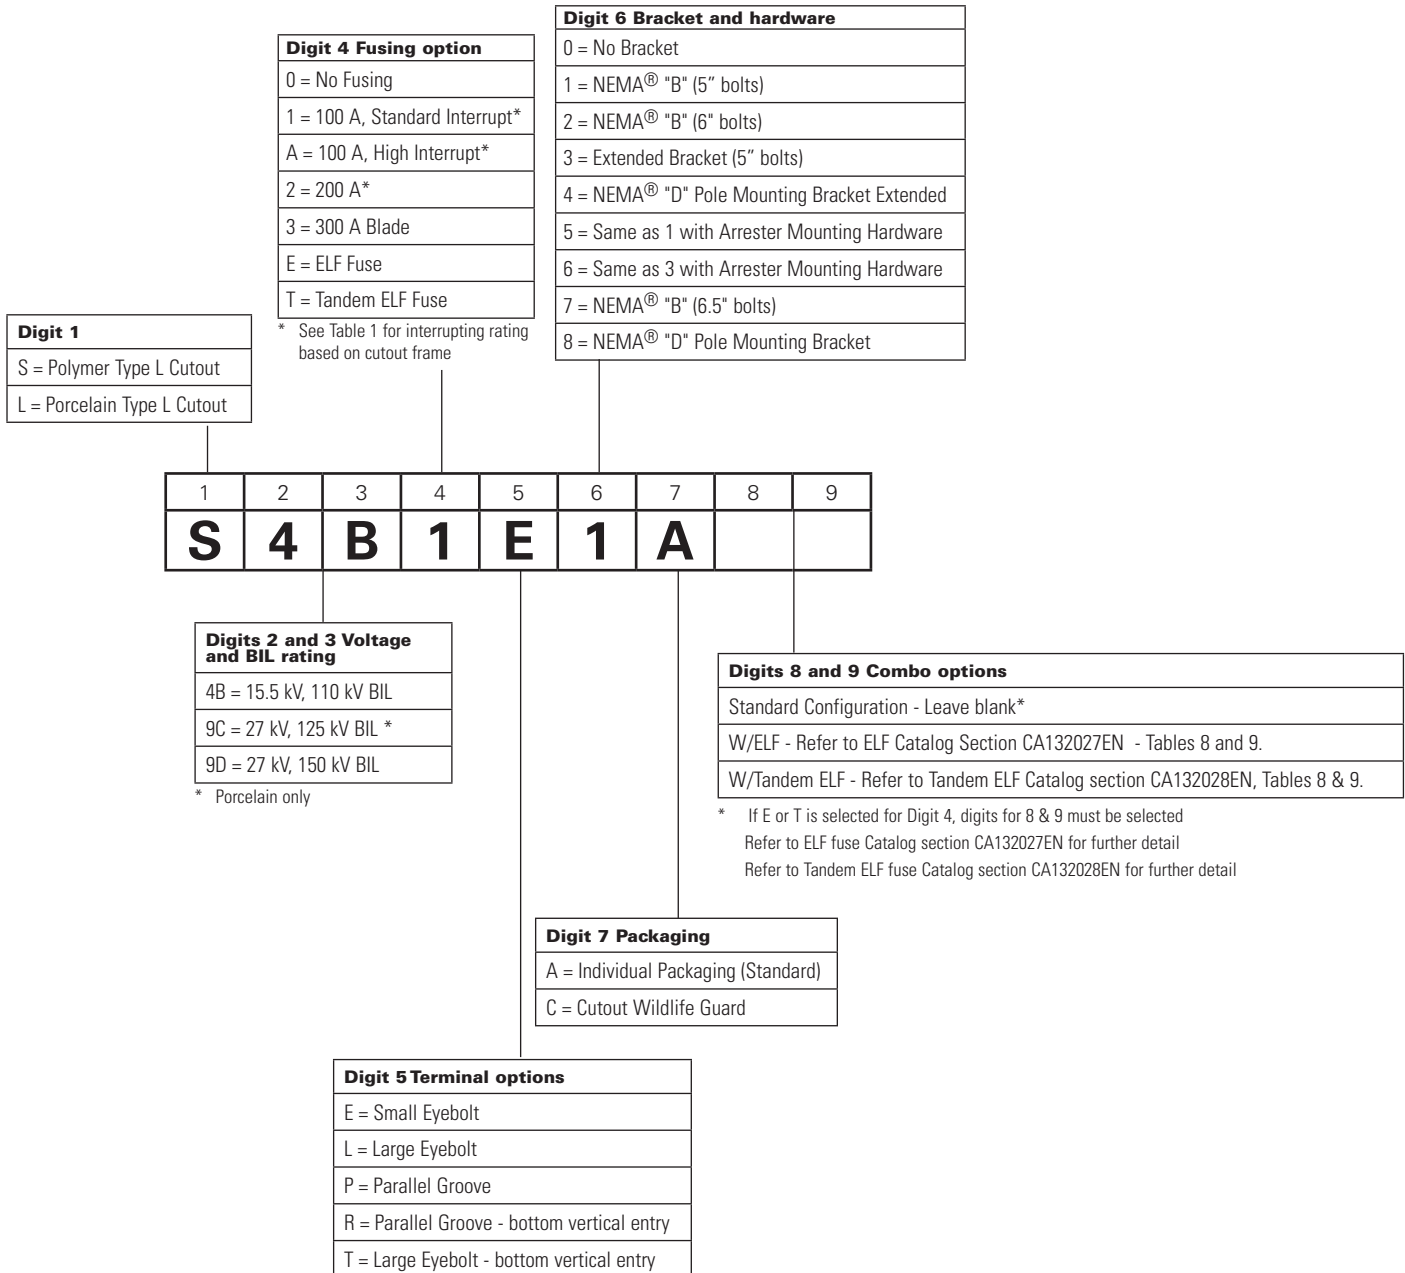 Digit 6 Bracket and hardware
0 = No Bracket
1 = NEMA® "B" (5” bolts)
2 = NEMA® "B" (6" bolts)
3 = Extended Bracket (5” bolts)
4 = NEMA® "D" Pole Mounting Bracket Extended
5 = Same as 1 with Arrester Mounting Hardware
6 = Same as 3 with Arrester Mounting Hardware
7 = NEMA® "B" (6.5" bolts)
8 = NEMA® "D" Pole Mounting Bracket
Digit 4 Fusing option
0 = No Fusing
1 = 100 A, Standard Interrupt*
A = 100 A, High Interrupt*
2 = 200 A*
3 = 300 A Blade
E = ELF Fuse
T = Tandem ELF Fuse
* See Table 1 for interrupting rating
based on cutout frame
Digit 1
S = Polymer Type L Cutout
L = Porcelain Type L Cutout
1 2 3 4 5 6 7 8 9
S 4 B 1 E 1 A
Digits 2 and 3 Voltage
and BIL rating
4B = 15.5 kV, 110 kV BIL
9C = 27 kV, 125 kV BIL *
9D = 27 kV, 150 kV BIL
* Porcelain only
Digits 8 and 9 Combo options
Standard Configuration - Leave blank*
W/ELF - Refer to ELF Catalog Section CA132027EN - Tables 8 and 9.
W/Tandem ELF - Refer to Tandem ELF Catalog section CA132028EN, Tables 8 & 9.
* If E or T is selected for Digit 4, digits for 8 & 9 must be selected
Refer to ELF fuse Catalog section CA132027EN for further detail
Refer to Tandem ELF fuse Catalog section CA132028EN for further detail
Digit 7 Packaging
A = Individual Packaging (Standard)
C = Cutout Wildlife Guard
Digit 5 Terminal options
E = Small Eyebolt
L = Large Eyebolt
P = Parallel Groove
R = Parallel Groove - bottom vertical entry
T = Large Eyebolt - bottom vertical entry